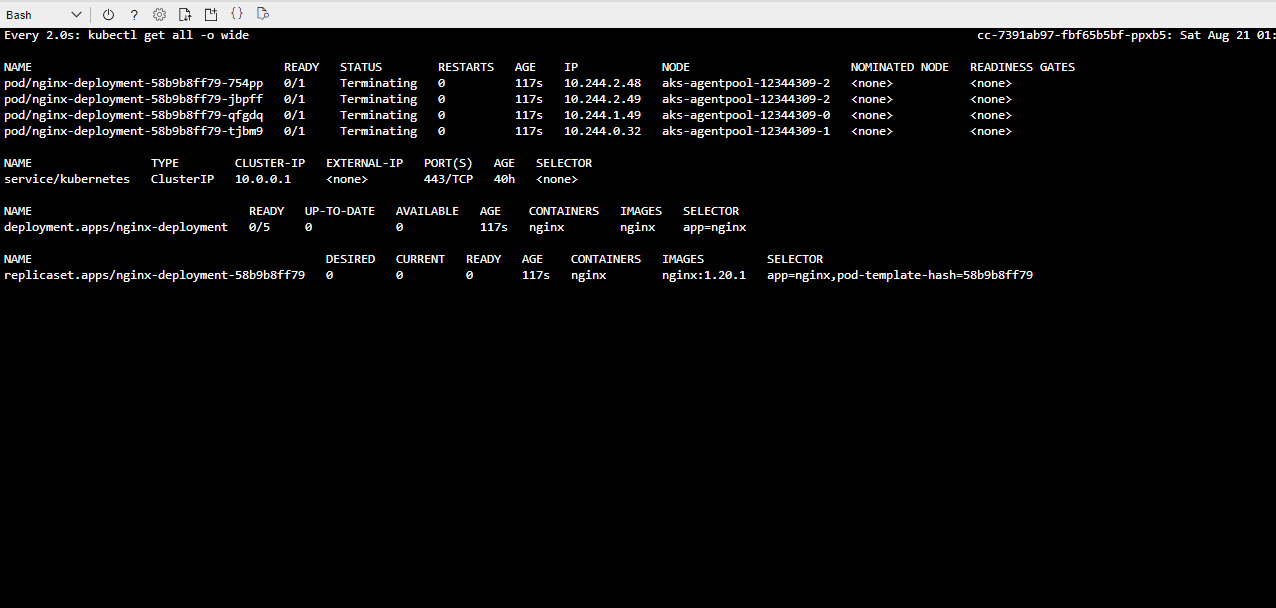 Bash ? {}
Every 2.0s: kubectl get all -o wide cc-7391ab97-fbf65b5bf-ppxb5: Sat Aug 21 01:
NAME READY STATUS RESTARTS AGE IP NODE NOMINATED NODE READINESS GATES
pod/nginx-deployment-58b9b8ff79-754pp 0/1 Terminating 0 117s 10.244.2.48 aks-agentpool-12344309-2 <none> <none>
pod/nginx-deployment-58b9b8ff79-jbpff 0/1 Terminating 0 117s 10.244.2.49 aks-agentpool-12344309-2 <none> <none>
pod/nginx-deployment-58b9b8ff79-qfgdq 0/1 Terminating 0 117s 10.244.1.49 aks-agentpool-12344309-0 <none> <none>
pod/nginx-deployment-58b9b8ff79-tjbm9 0/1 Terminating 0 117s 10.244.0.32 aks-agentpool-12344309-1 <none> <none>
NAME TYPE CLUSTER-IP EXTERNAL-IP PORT(S) AGE SELECTOR
service/kubernetes ClusterIP 10.0.0.1 <none> 443/TCP 40h <none>
NAME READY UP-TO-DATE AVAILABLE AGE CONTAINERS IMAGES SELECTOR
deployment.apps/nginx-deployment 0/5 0 0 117s nginx nginx app=nginx
NAME DESIRED CURRENT READY AGE CONTAINERS IMAGES SELECTOR
replicaset.apps/nginx-deployment-58b9b8ff79 0 0 0 117s nginx nginx:1.20.1 app=nginx,pod-template-hash=58b9b8ff79